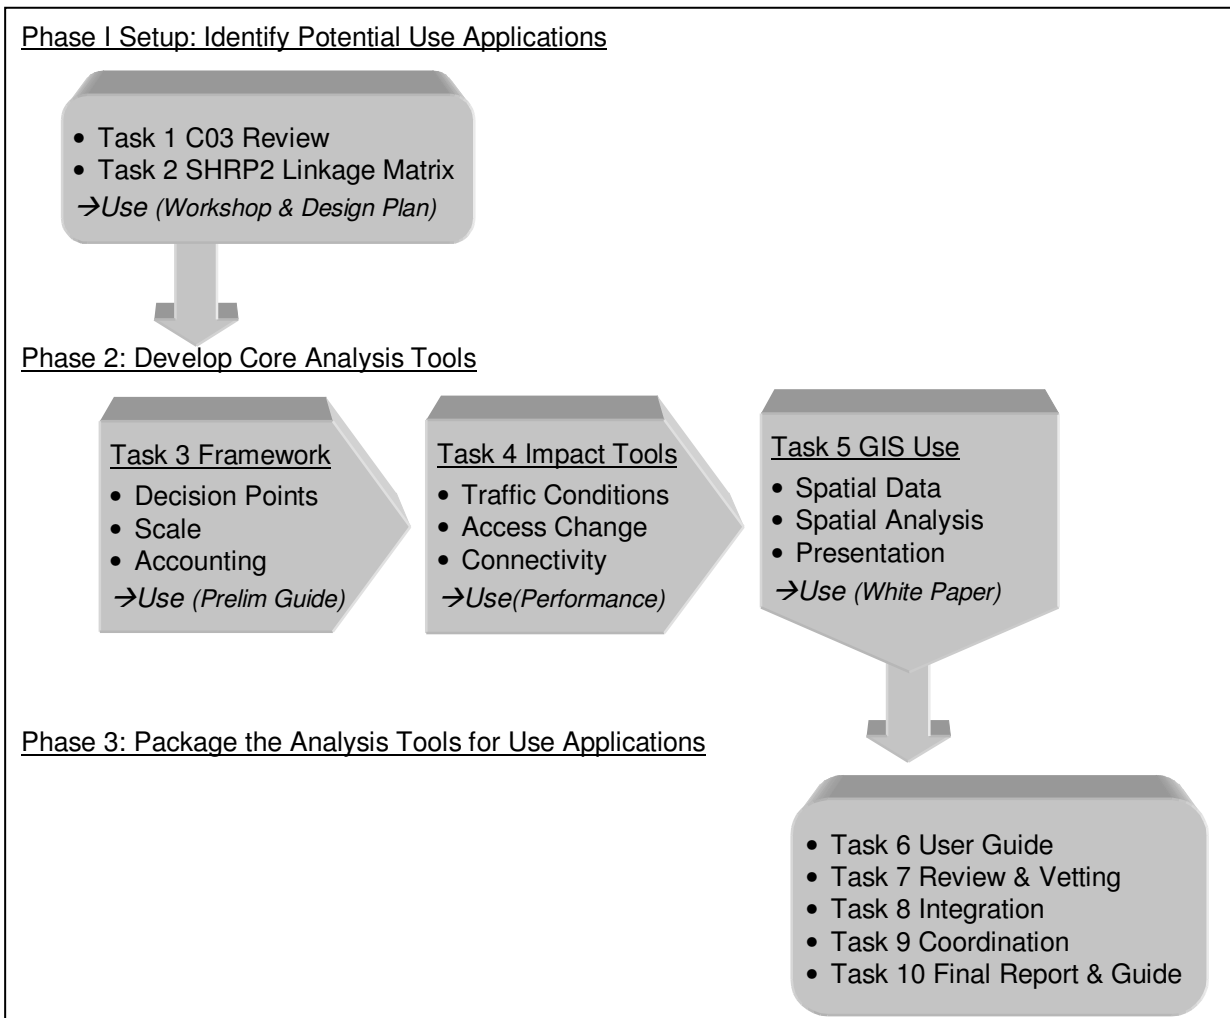 Phase I Setup: Identify Potential Use Applications
• Task 1 C03 Review
• Task 2 SHRP2 Linkage Matrix
→Use (Workshop & Design Plan)
Phase 2: Develop Core Analysis Tools
Task 3 Framework
• Decision Points
• Scale
• Accounting
→Use (Prelim Guide)
Task 4 Impact Tools
• Traffic Conditions
• Access Change
• Connectivity
→Use(Performance)
Task 5 GIS Use
• Spatial Data
• Spatial Analysis
• Presentation
→Use (White Paper)
Phase 3: Package the Analysis Tools for Use Applications
• Task 6 User Guide
• Task 7 Review & Vetting
• Task 8 Integration
• Task 9 Coordination
• Task 10 Final Report & Guide